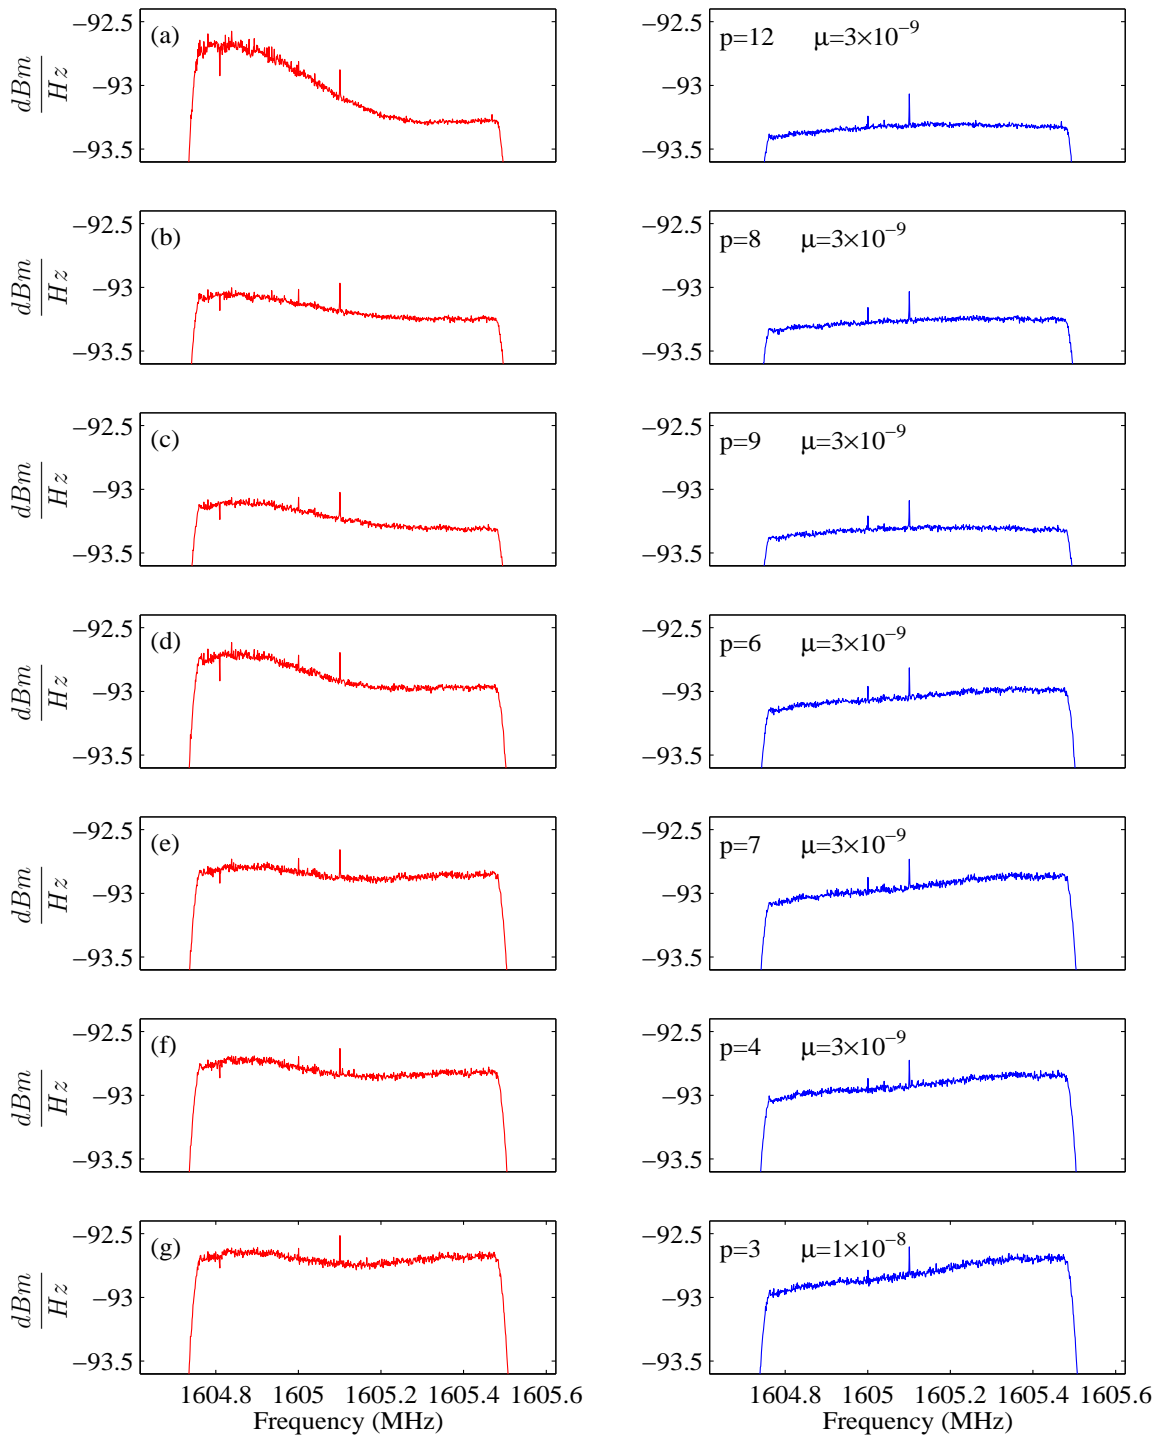 −92.5
(a)
−93
−93.5
dBm
Hz
p=12 μ=3×10⁻⁹
−92.5
−93
−93.5
−92.5
(b)
−93
−93.5
dBm
Hz
p=8 μ=3×10⁻⁹
−92.5
−93
−93.5
−92.5
(c)
−93
−93.5
dBm
Hz
p=9 μ=3×10⁻⁹
−92.5
−93
−93.5
−92.5
(d)
−93
−93.5
dBm
Hz
p=6 μ=3×10⁻⁹
−92.5
−93
−93.5
−92.5
(e)
−93
−93.5
dBm
Hz
p=7 μ=3×10⁻⁹
−92.5
−93
−93.5
−92.5
(f)
−93
−93.5
dBm
Hz
p=4 μ=3×10⁻⁹
−92.5
−93
−93.5
−92.5
(g)
−93
−93.5
dBm
Hz
1604.8 1605 1605.2 1605.4 1605.6
Frequency (MHz)
p=3 μ=1×10⁻⁸
−92.5
−93
−93.5
1604.8 1605 1605.2 1605.4 1605.6
Frequency (MHz)